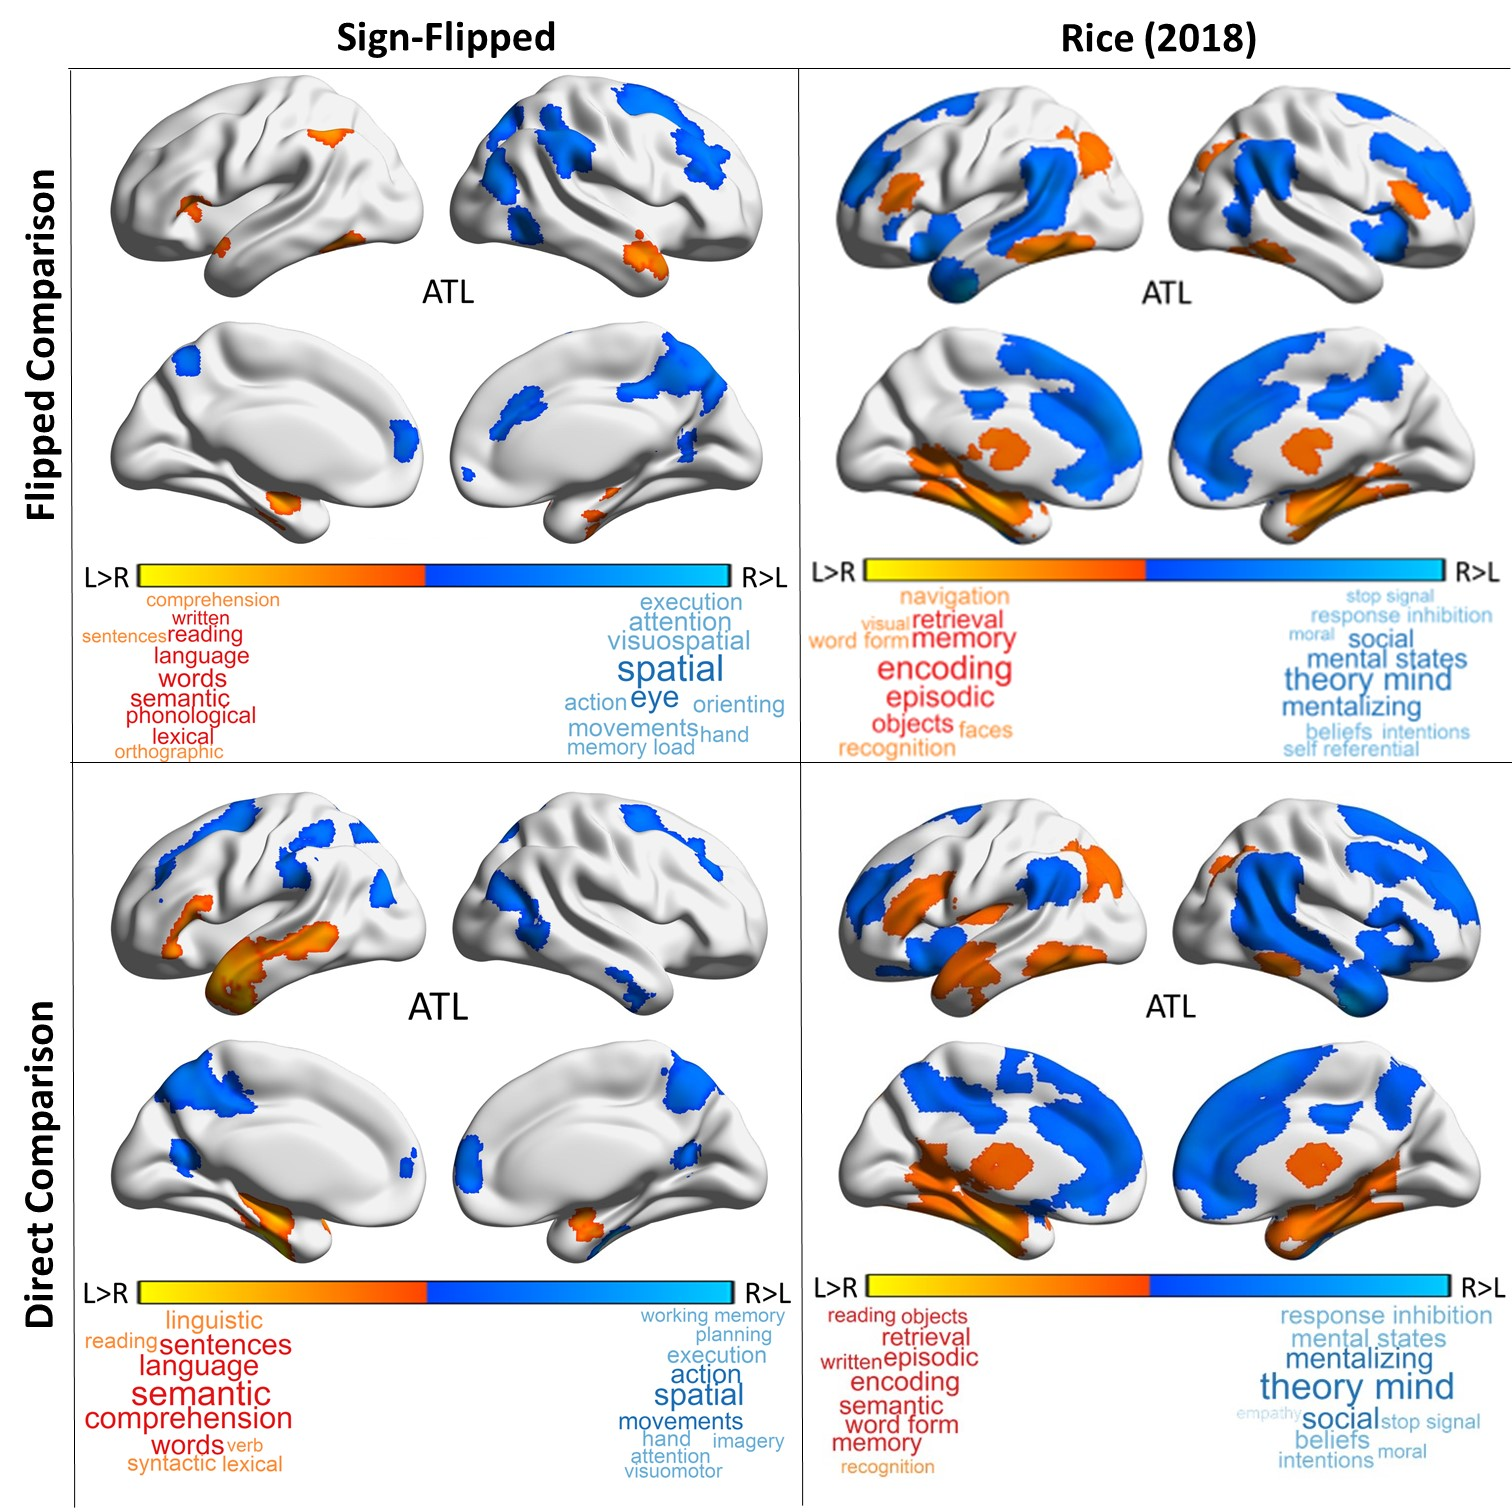 Sign-Flipped
Rice (2018)
Flipped Comparison
ATL
L>R
R>L
comprehension
written
sentences reading
language
words
semantic
phonological
lexical
orthographic
execution
attention
visuospatial
spatial
action eye orienting
movements hand
memory load
ATL
L>R
R>L
navigation
visual retrieval
word form memory
encoding
episodic
objects faces
recognition
stop signal
response inhibition
moral social
mental states
theory mind
mentalizing
beliefs intentions
self referential
Direct Comparison
ATL
L>R
R>L
linguistic
reading sentences
language
semantic
comprehension
words verb
syntactic lexical
working memory
planning
execution
action
spatial
movements
hand imagery
attention
visuomotor
ATL
L>R
R>L
reading objects
retrieval
written episodic
encoding
semantic
word form
memory
recognition
response inhibition
mental states
mentalizing
theory mind
empathy social stop signal
beliefs
intentions moral